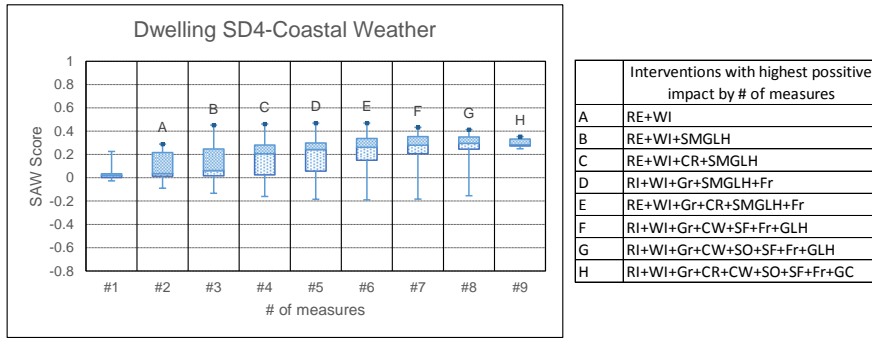 Dwelling SD4-Coastal Weather
1
0.8
0.6
0.4
0.2
0
-0.2
-0.4
-0.6
-0.8
SAW Score
A
B
C
D
E
F
G
H
#1 #2 #3 #4 #5 #6 #7 #8 #9
# of measures
Interventions with highest possitive
impact by # of measures
A RE+WI
B RE+WI+SMGLH
C RE+WI+CR+SMGLH
D RI+WI+Gr+SMGLH+Fr
E RE+WI+Gr+CR+SMGLH+Fr
F RI+WI+Gr+CW+SF+Fr+GLH
G RI+WI+Gr+CW+SO+SF+Fr+GLH
H RI+WI+Gr+CR+CW+SO+SF+Fr+GC